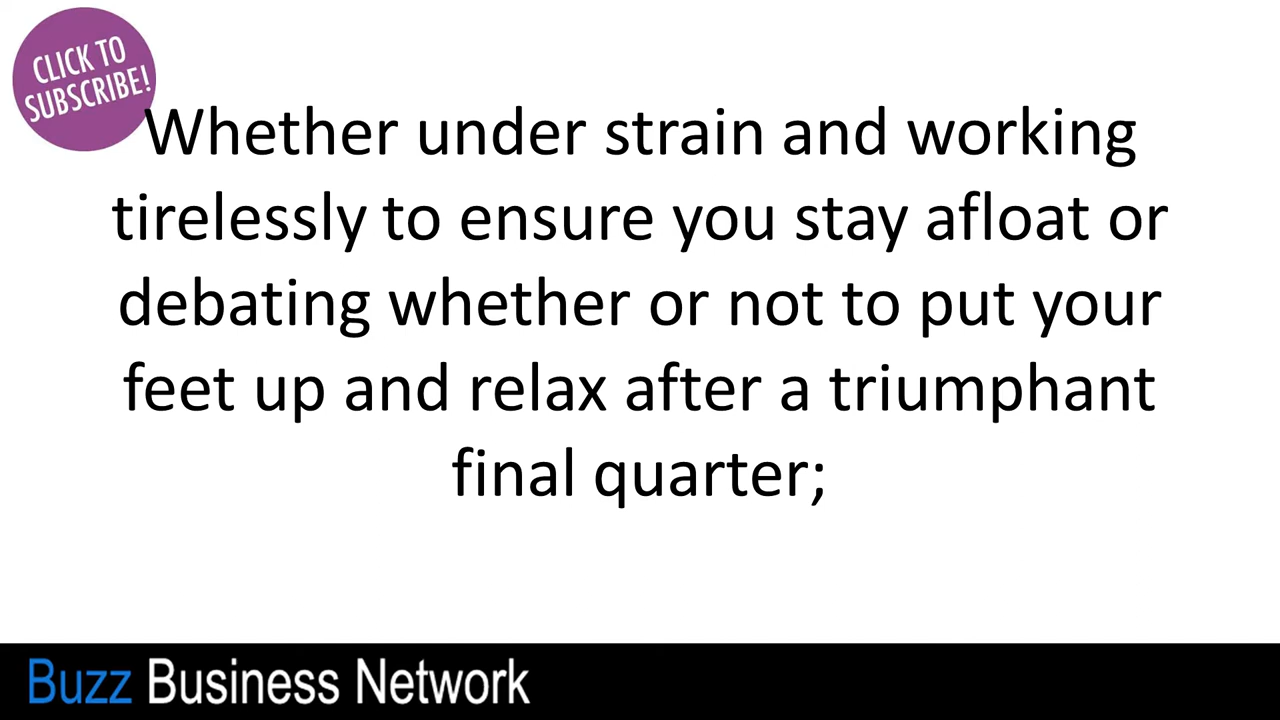 CLICK TO
SUBSCRIBE!
Whether under strain and working
tirelessly to ensure you stay afloat or
debating whether or not to put your
feet up and relax after a triumphant
final quarter;
Buzz Business Network